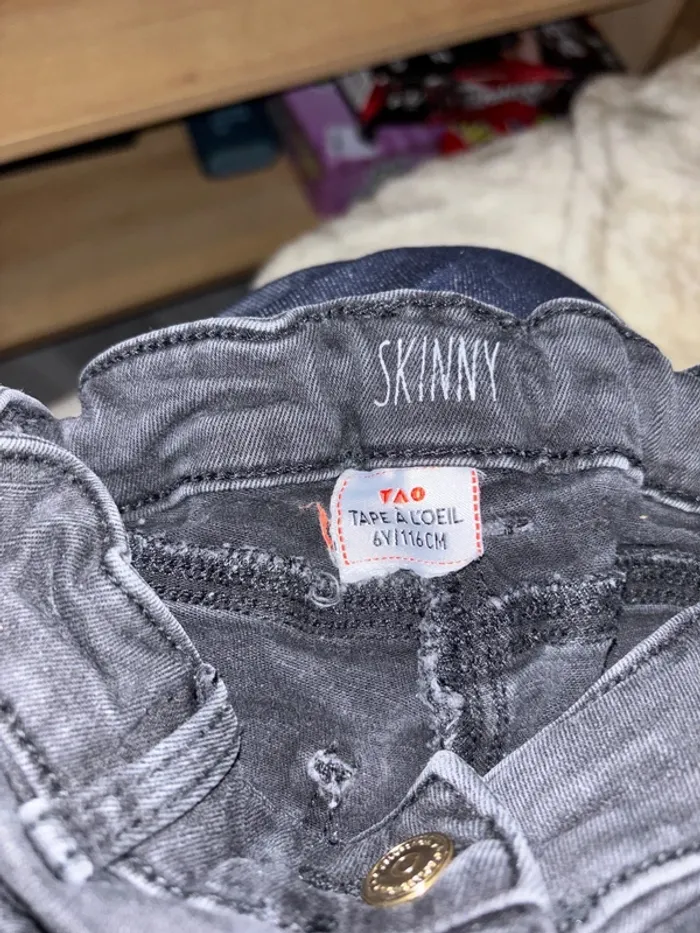 SKINNY
TAO
TAPE À L'OEIL
6Y/116CM